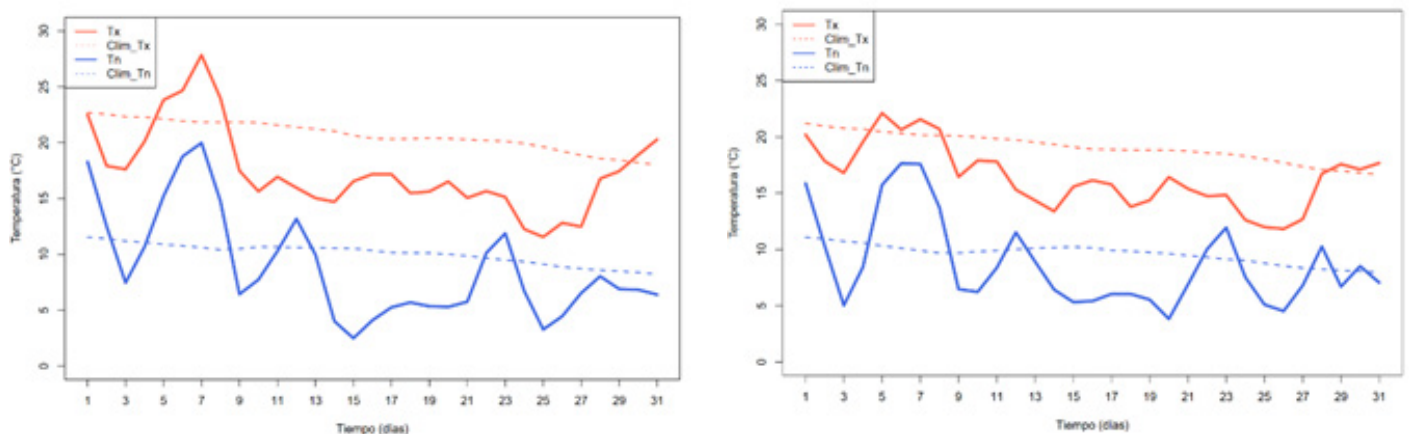 Tx
Clim_Tx
Tn
Clim_Tn
30
25
20
15
10
5
0
Temperatura (°C)
1 3 5 7 9 11 13 15 17 19 21 23 25 27 29 31
Tiempo (días)
Tx
Clim_Tx
Tn
Clim_Tn
30
25
20
15
10
5
0
Temperatura (°C)
1 3 5 7 9 11 13 15 17 19 21 23 25 27 29 31
Tiempo (días)